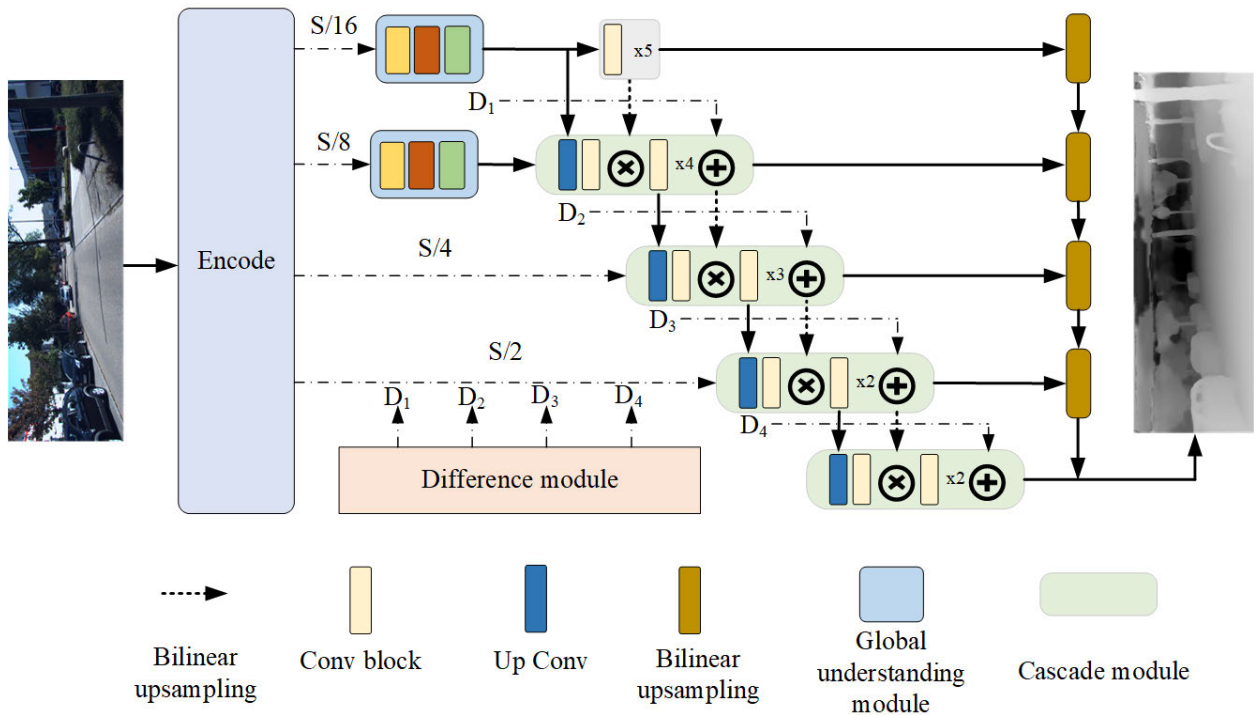 S/16
x5
D1
S/8
x4
D2
S/4
Encode
x3
D3
S/2
x2
D1 D2 D3 D4
D4
Difference module
x2
Bilinear
upsampling
Conv block
Up Conv
Bilinear
upsampling
Global
understanding
module
Cascade module